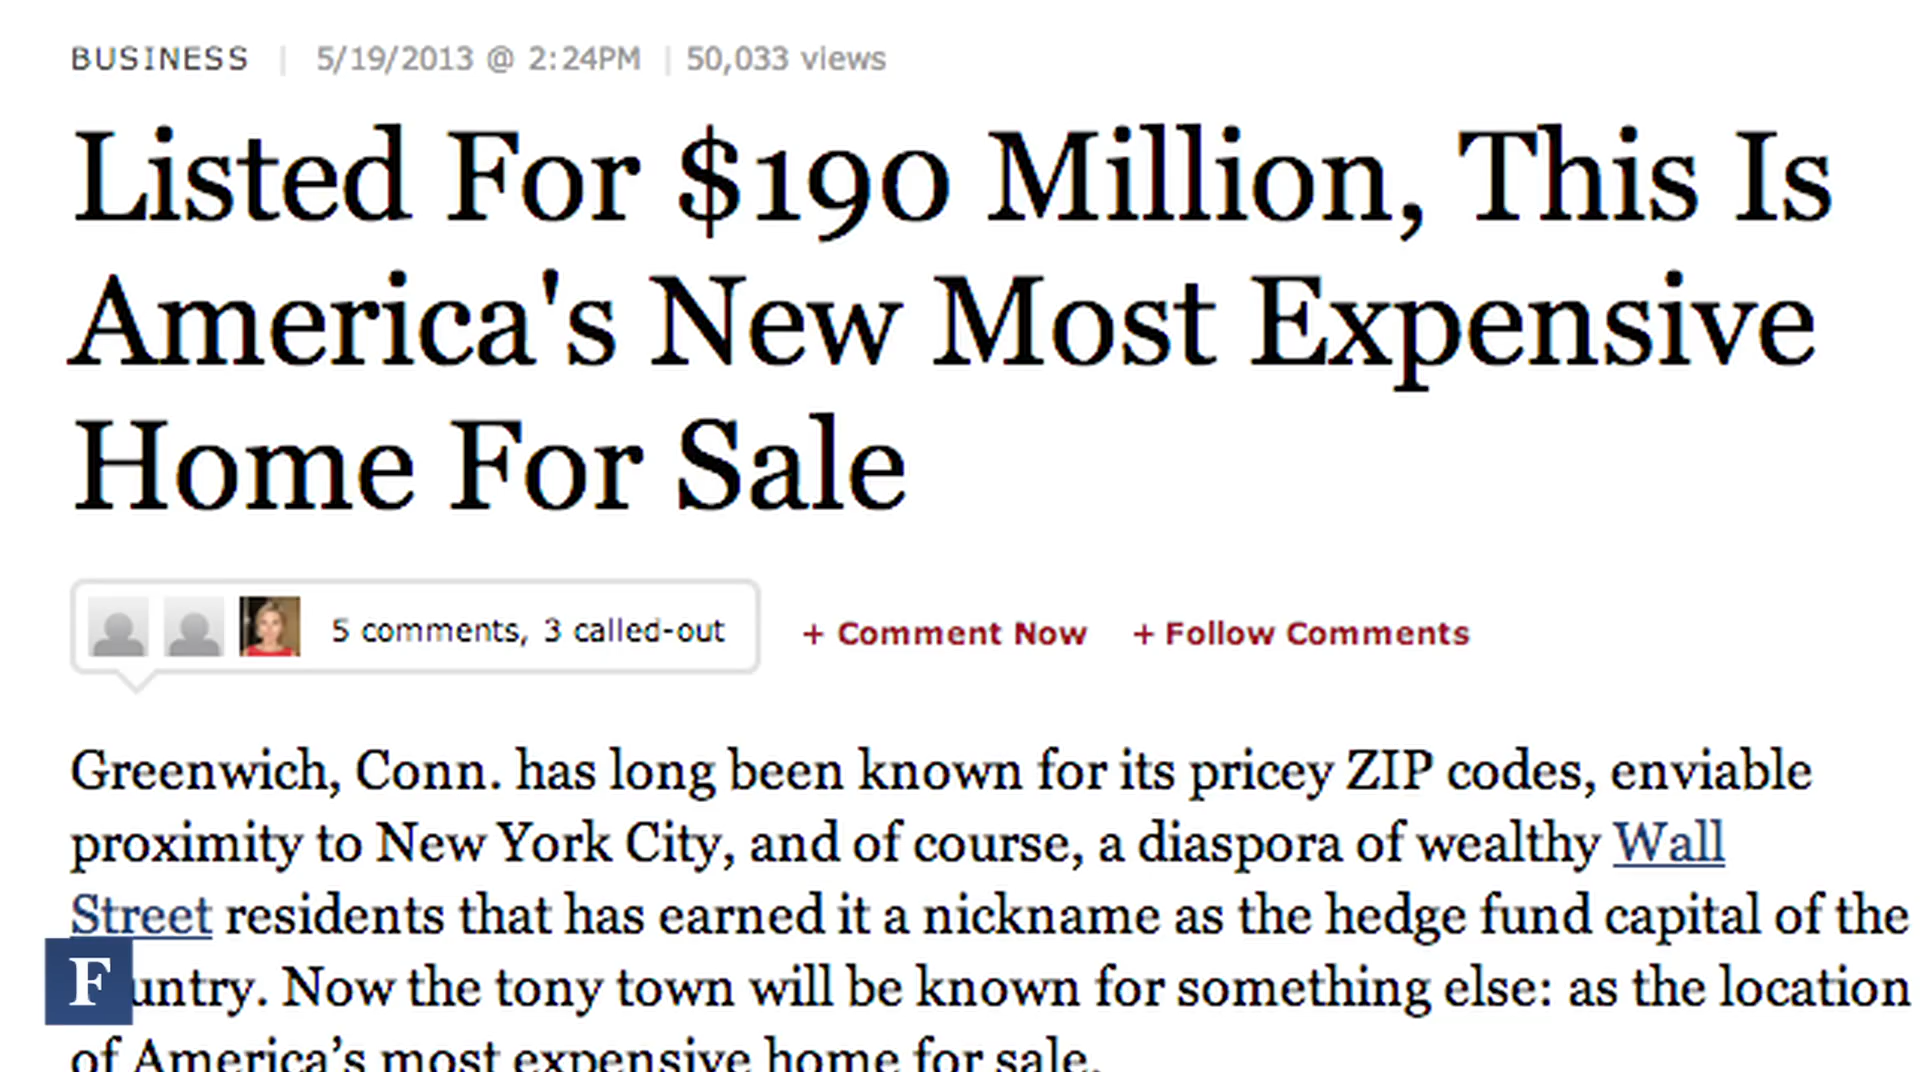 BUSINESS | 5/19/2013 @ 2:24PM | 50,033 views
Listed For $190 Million, This Is
America's New Most Expensive
Home For Sale
5 comments, 3 called-out + Comment Now + Follow Comments
Greenwich, Conn. has long been known for its pricey ZIP codes, enviable
proximity to New York City, and of course, a diaspora of wealthy Wall
Street residents that has earned it a nickname as the hedge fund capital of the
F untry. Now the tony town will be known for something else: as the location
of America’s most expensive home for sale.